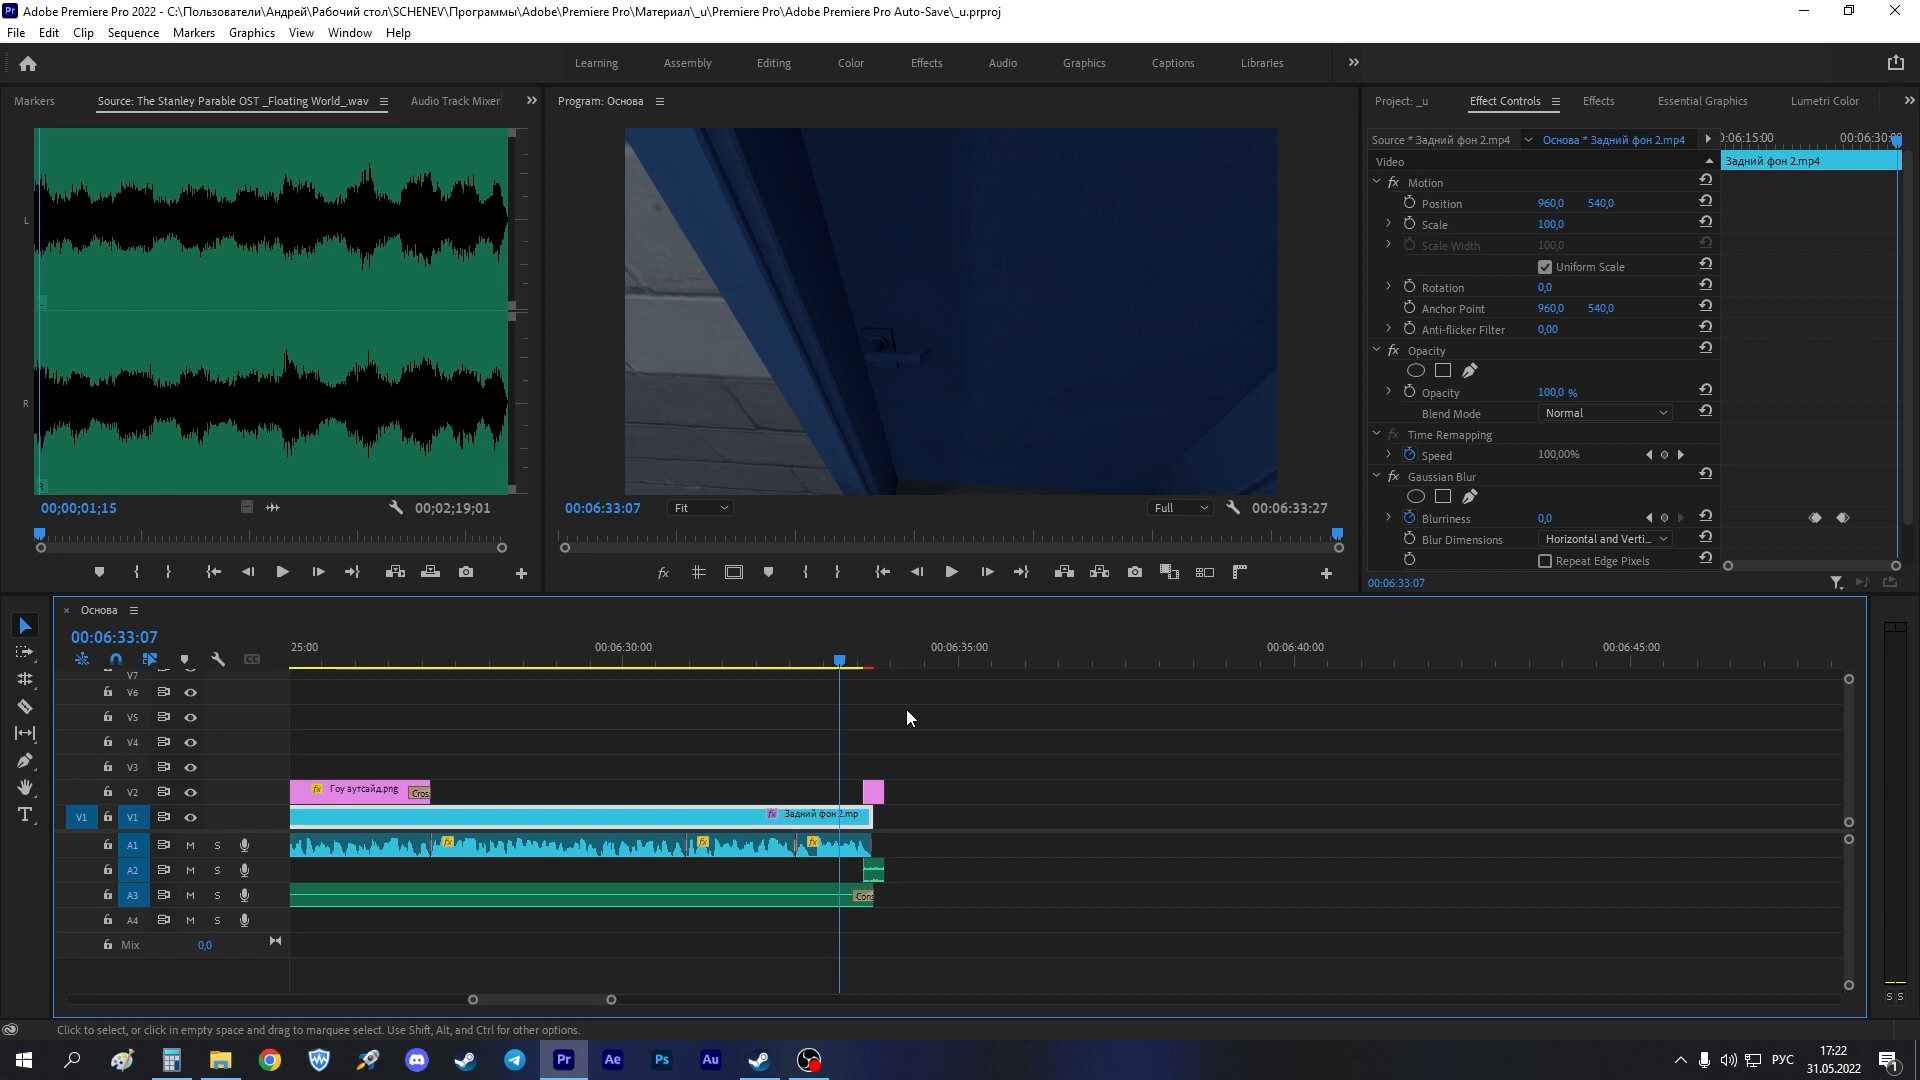 Pr Adobe Premiere Pro 2022 - C:\Пользователи\Андрей\Рабочий стол\SCHENEV\Программы\Adobe\Premiere Pro\Материал\_u\Premiere Pro\Adobe Premiere Pro Auto-Save\_u.prproj
File Edit Clip Sequence Markers Graphics View Window Help
Learning Assembly Editing Color Effects Audio Graphics Captions Libraries
Markers Source: The Stanley Parable OST _Floating World_.wav Audio Track Mixer
L
R
L
R
00;00;01;15 00;02;19;01
Program: Основа
00:06:33:07 Fit Full 00:06:33:27
fx
Project: _u Effect Controls Effects Essential Graphics Lumetri Color
Source * Задний фон 2.mp4 Основа * Задний фон 2.mp4
0:06:15:00 00:06:30:00
Video Задний фон 2.mp4
fx Motion
Position 960,0 540,0
Scale 100,0
Scale Width 100,0
Uniform Scale
Rotation 0,0
Anchor Point 960,0 540,0
Anti-flicker Filter 0,00
fx Opacity
Opacity 100,0 %
Blend Mode Normal
fx Time Remapping
Speed 100,00%
fx Gaussian Blur
Blurriness 0,0
Blur Dimensions Horizontal and Verti...
Repeat Edge Pixels
00:06:33:07
× Основа
00:06:33:07
25:00 00:06:30:00 00:06:35:00 00:06:40:00 00:06:45:00
V7
V6
V5
V4
V3
V2 fx Гоу аутсайд.png Cros
V1 V1 fx Задний фон 2.mp
A1 M S fx fx fx
A2 M S
A3 M S Cons
A4 M S
Mix 0,0
S S
Click to select, or click in empty space and drag to marquee select. Use Shift, Alt, and Ctrl for other options.
Pr Ae Ps Au
РУС 17:22
31.05.2022
1